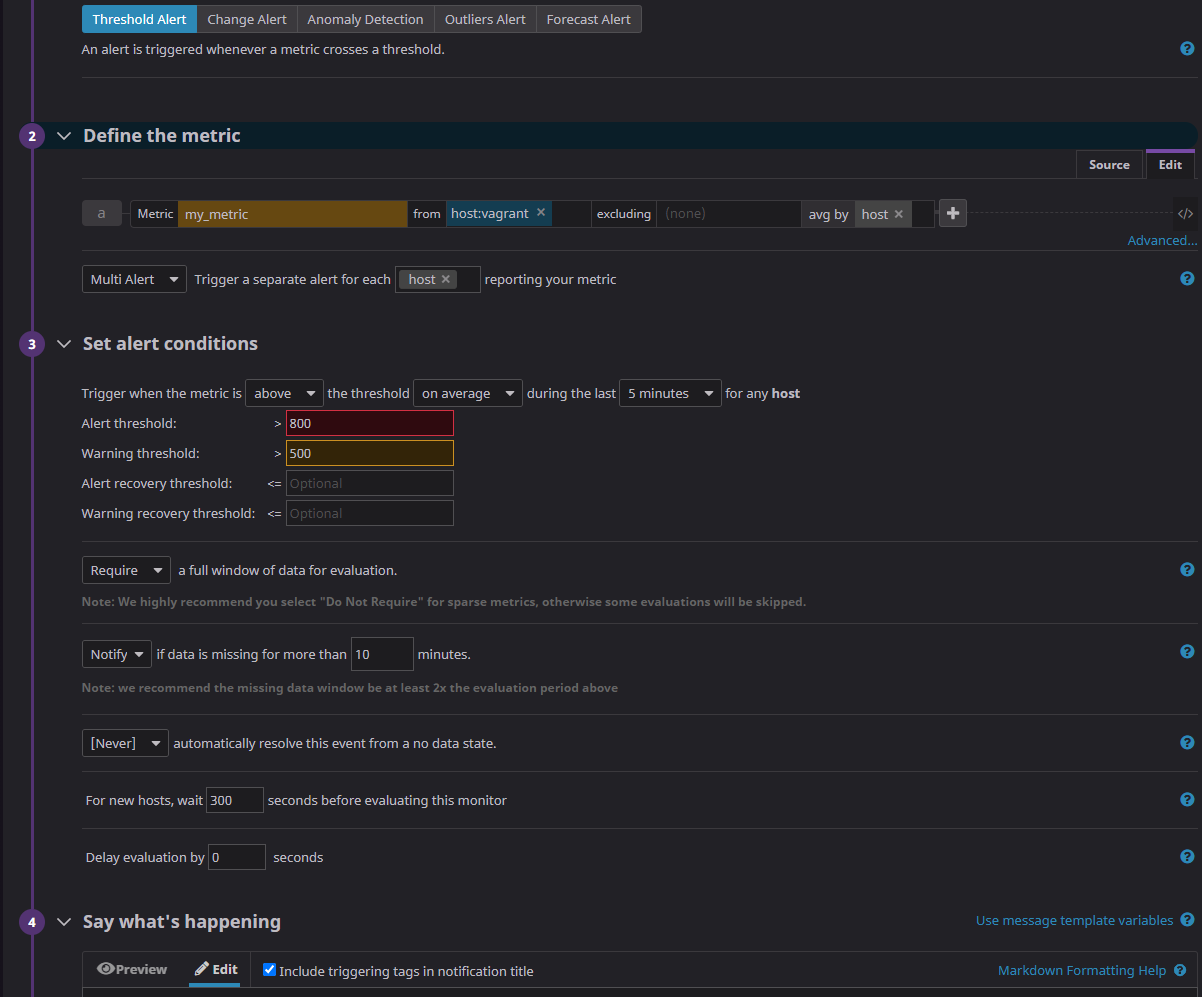 Threshold Alert Change Alert Anomaly Detection Outliers Alert Forecast Alert
An alert is triggered whenever a metric crosses a threshold. ?
2 Define the metric
Source Edit
a Metric my_metric from host:vagrant × excluding (none) avg by host × + </>
Advanced...
Multi Alert Trigger a separate alert for each host × reporting your metric ?
3 Set alert conditions
Trigger when the metric is above the threshold on average during the last 5 minutes for any host
Alert threshold: > 800
Warning threshold: > 500
Alert recovery threshold: <= Optional
Warning recovery threshold: <= Optional
Require a full window of data for evaluation. ?
Note: We highly recommend you select "Do Not Require" for sparse metrics, otherwise some evaluations will be skipped.
Notify if data is missing for more than 10 minutes. ?
Note: we recommend the missing data window be at least 2x the evaluation period above
[Never] automatically resolve this event from a no data state. ?
For new hosts, wait 300 seconds before evaluating this monitor ?
Delay evaluation by 0 seconds ?
4 Say what's happening Use message template variables ?
Preview Edit Include triggering tags in notification title Markdown Formatting Help ?